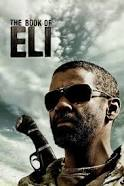 THE BOOK OF
ELI